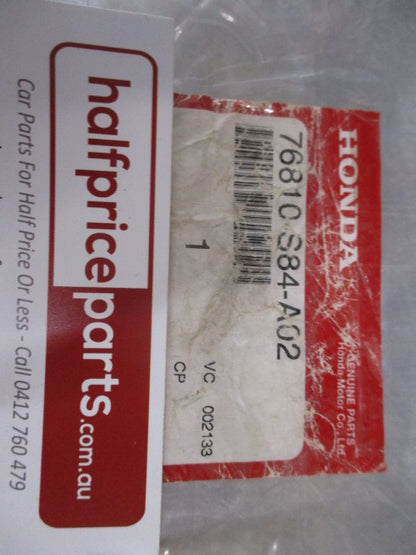 halfpriceparts.com.au
Car Parts For Half Price Or Less - Call 0412 760 479
HONDA
GENUINE PARTS
Honda Motor Co., Ltd.
76810-S84-A02
1
VC 002133
CP